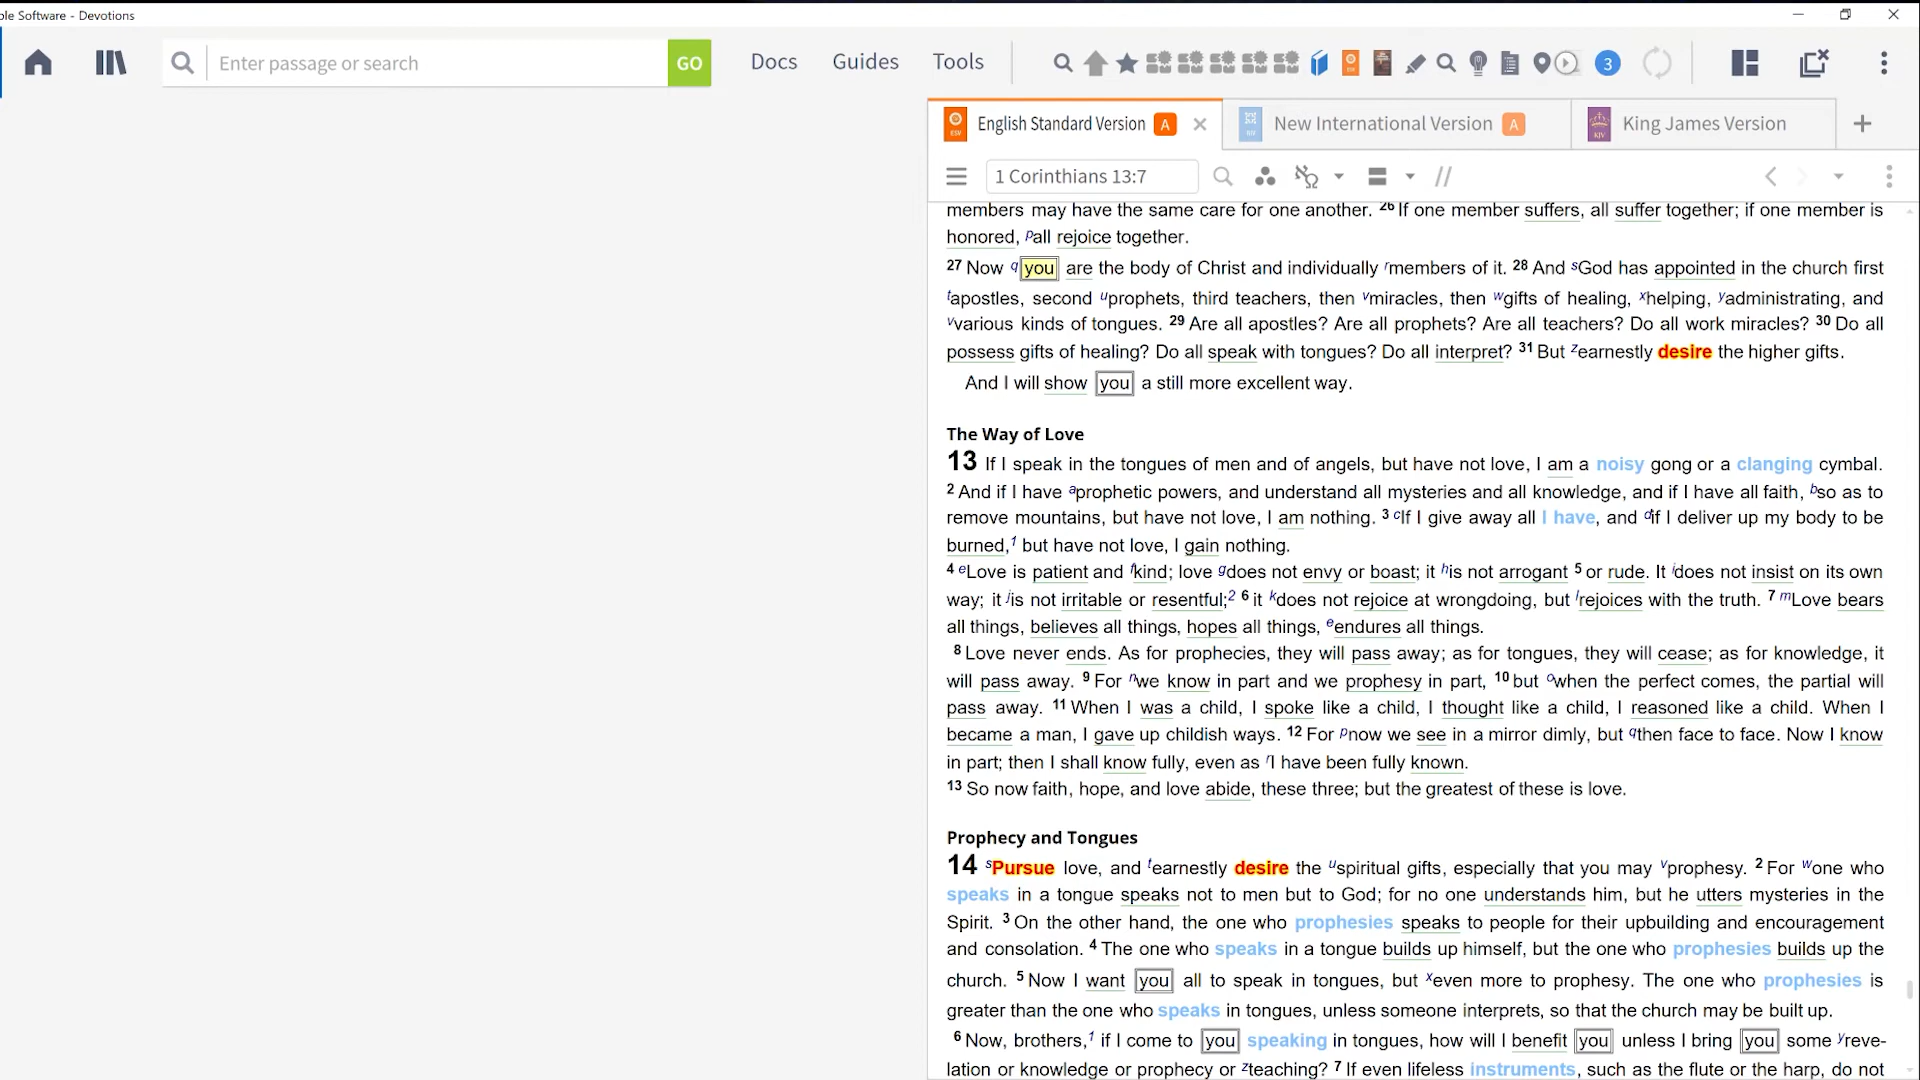 ble Software - Devotions
Enter passage or search
GO
Docs
Guides
Tools
3
English Standard Version A
New International Version A
King James Version
1 Corinthians 13:7
members may have the same care for one another. 26 If one member suffers, all suffer together; if one member is
honored, pall rejoice together.
27 Now q you are the body of Christ and individually rmembers of it. 28 And sGod has appointed in the church first
tapostles, second uprophets, third teachers, then vmiracles, then wgifts of healing, xhelping, yadministrating, and
vvarious kinds of tongues. 29 Are all apostles? Are all prophets? Are all teachers? Do all work miracles? 30 Do all
possess gifts of healing? Do all speak with tongues? Do all interpret? 31 But zearnestly desire the higher gifts.
And I will show you a still more excellent way.
The Way of Love
13 If I speak in the tongues of men and of angels, but have not love, I am a noisy gong or a clanging cymbal.
2 And if I have aprophetic powers, and understand all mysteries and all knowledge, and if I have all faith, bso as to
remove mountains, but have not love, I am nothing. 3 cIf I give away all I have, and dif I deliver up my body to be
burned,1 but have not love, I gain nothing.
4 eLove is patient and fkind; love gdoes not envy or boast; it his not arrogant 5 or rude. It idoes not insist on its own
way; it jis not irritable or resentful;2 6 it kdoes not rejoice at wrongdoing, but lrejoices with the truth. 7 mLove bears
all things, believes all things, hopes all things, eendures all things.
8 Love never ends. As for prophecies, they will pass away; as for tongues, they will cease; as for knowledge, it
will pass away. 9 For nwe know in part and we prophesy in part, 10 but owhen the perfect comes, the partial will
pass away. 11 When I was a child, I spoke like a child, I thought like a child, I reasoned like a child. When I
became a man, I gave up childish ways. 12 For pnow we see in a mirror dimly, but qthen face to face. Now I know
in part; then I shall know fully, even as rI have been fully known.
13 So now faith, hope, and love abide, these three; but the greatest of these is love.
Prophecy and Tongues
14 sPursue love, and tearnestly desire the uspiritual gifts, especially that you may vprophesy. 2 For wone who
speaks in a tongue speaks not to men but to God; for no one understands him, but he utters mysteries in the
Spirit. 3 On the other hand, the one who prophesies speaks to people for their upbuilding and encouragement
and consolation. 4 The one who speaks in a tongue builds up himself, but the one who prophesies builds up the
church. 5 Now I want you all to speak in tongues, but xeven more to prophesy. The one who prophesies is
greater than the one who speaks in tongues, unless someone interprets, so that the church may be built up.
6 Now, brothers,1 if I come to you speaking in tongues, how will I benefit you unless I bring you some yreve-
lation or knowledge or prophecy or zteaching? 7 If even lifeless instruments, such as the flute or the harp, do not